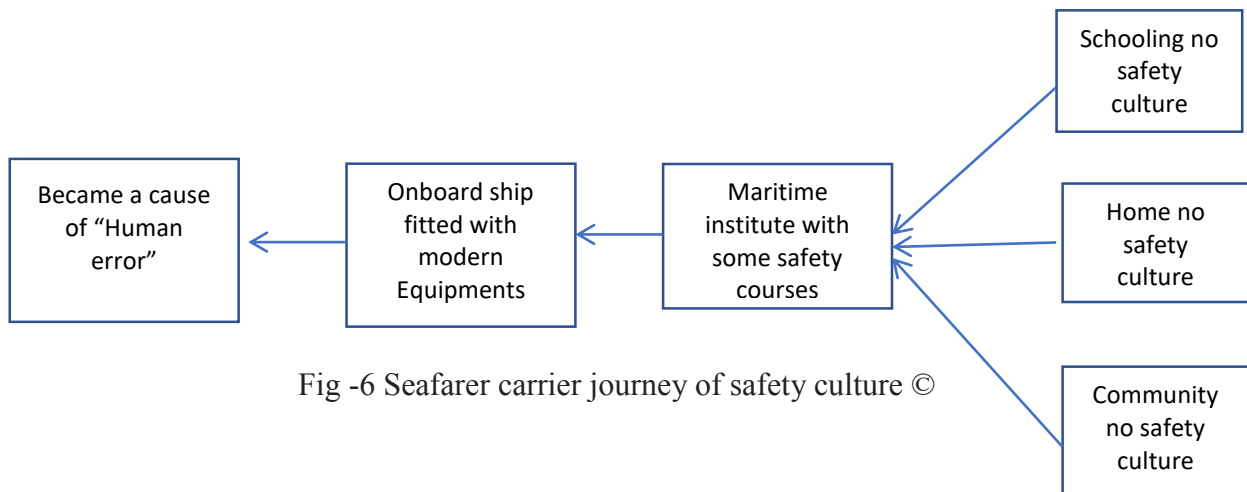 Schooling no
safety
culture
Became a cause
of “Human
error”
Onboard ship
fitted with
modern
Equipments
Maritime
institute with
some safety
courses
Home no
safety
culture
Community
no safety
culture
Fig -6 Seafarer carrier journey of safety culture ©